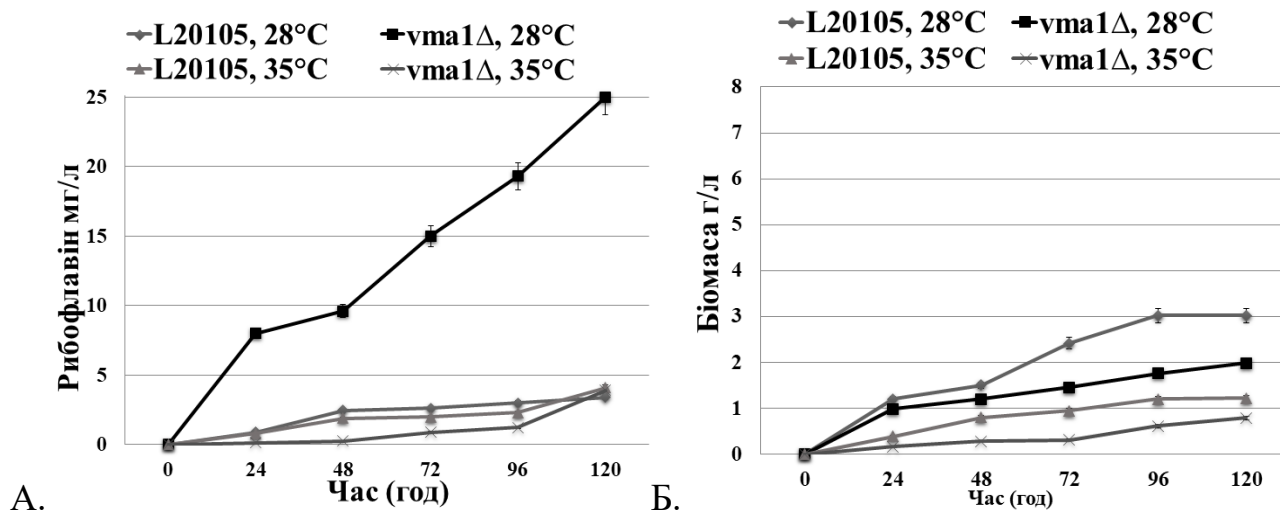 L20105, 28°C vma1Δ, 28°C
L20105, 35°C vma1Δ, 35°C
Рибофлавін мг/л
25
20
15
10
5
0
0 24 48 72 96 120
Час (год)
А.
L20105, 28°C vma1Δ, 28°C
L20105, 35°C vma1Δ, 35°C
Біомаса г/л
8
7
6
5
4
3
2
1
0
0 24 48 72 96 120
Час (год)
Б.